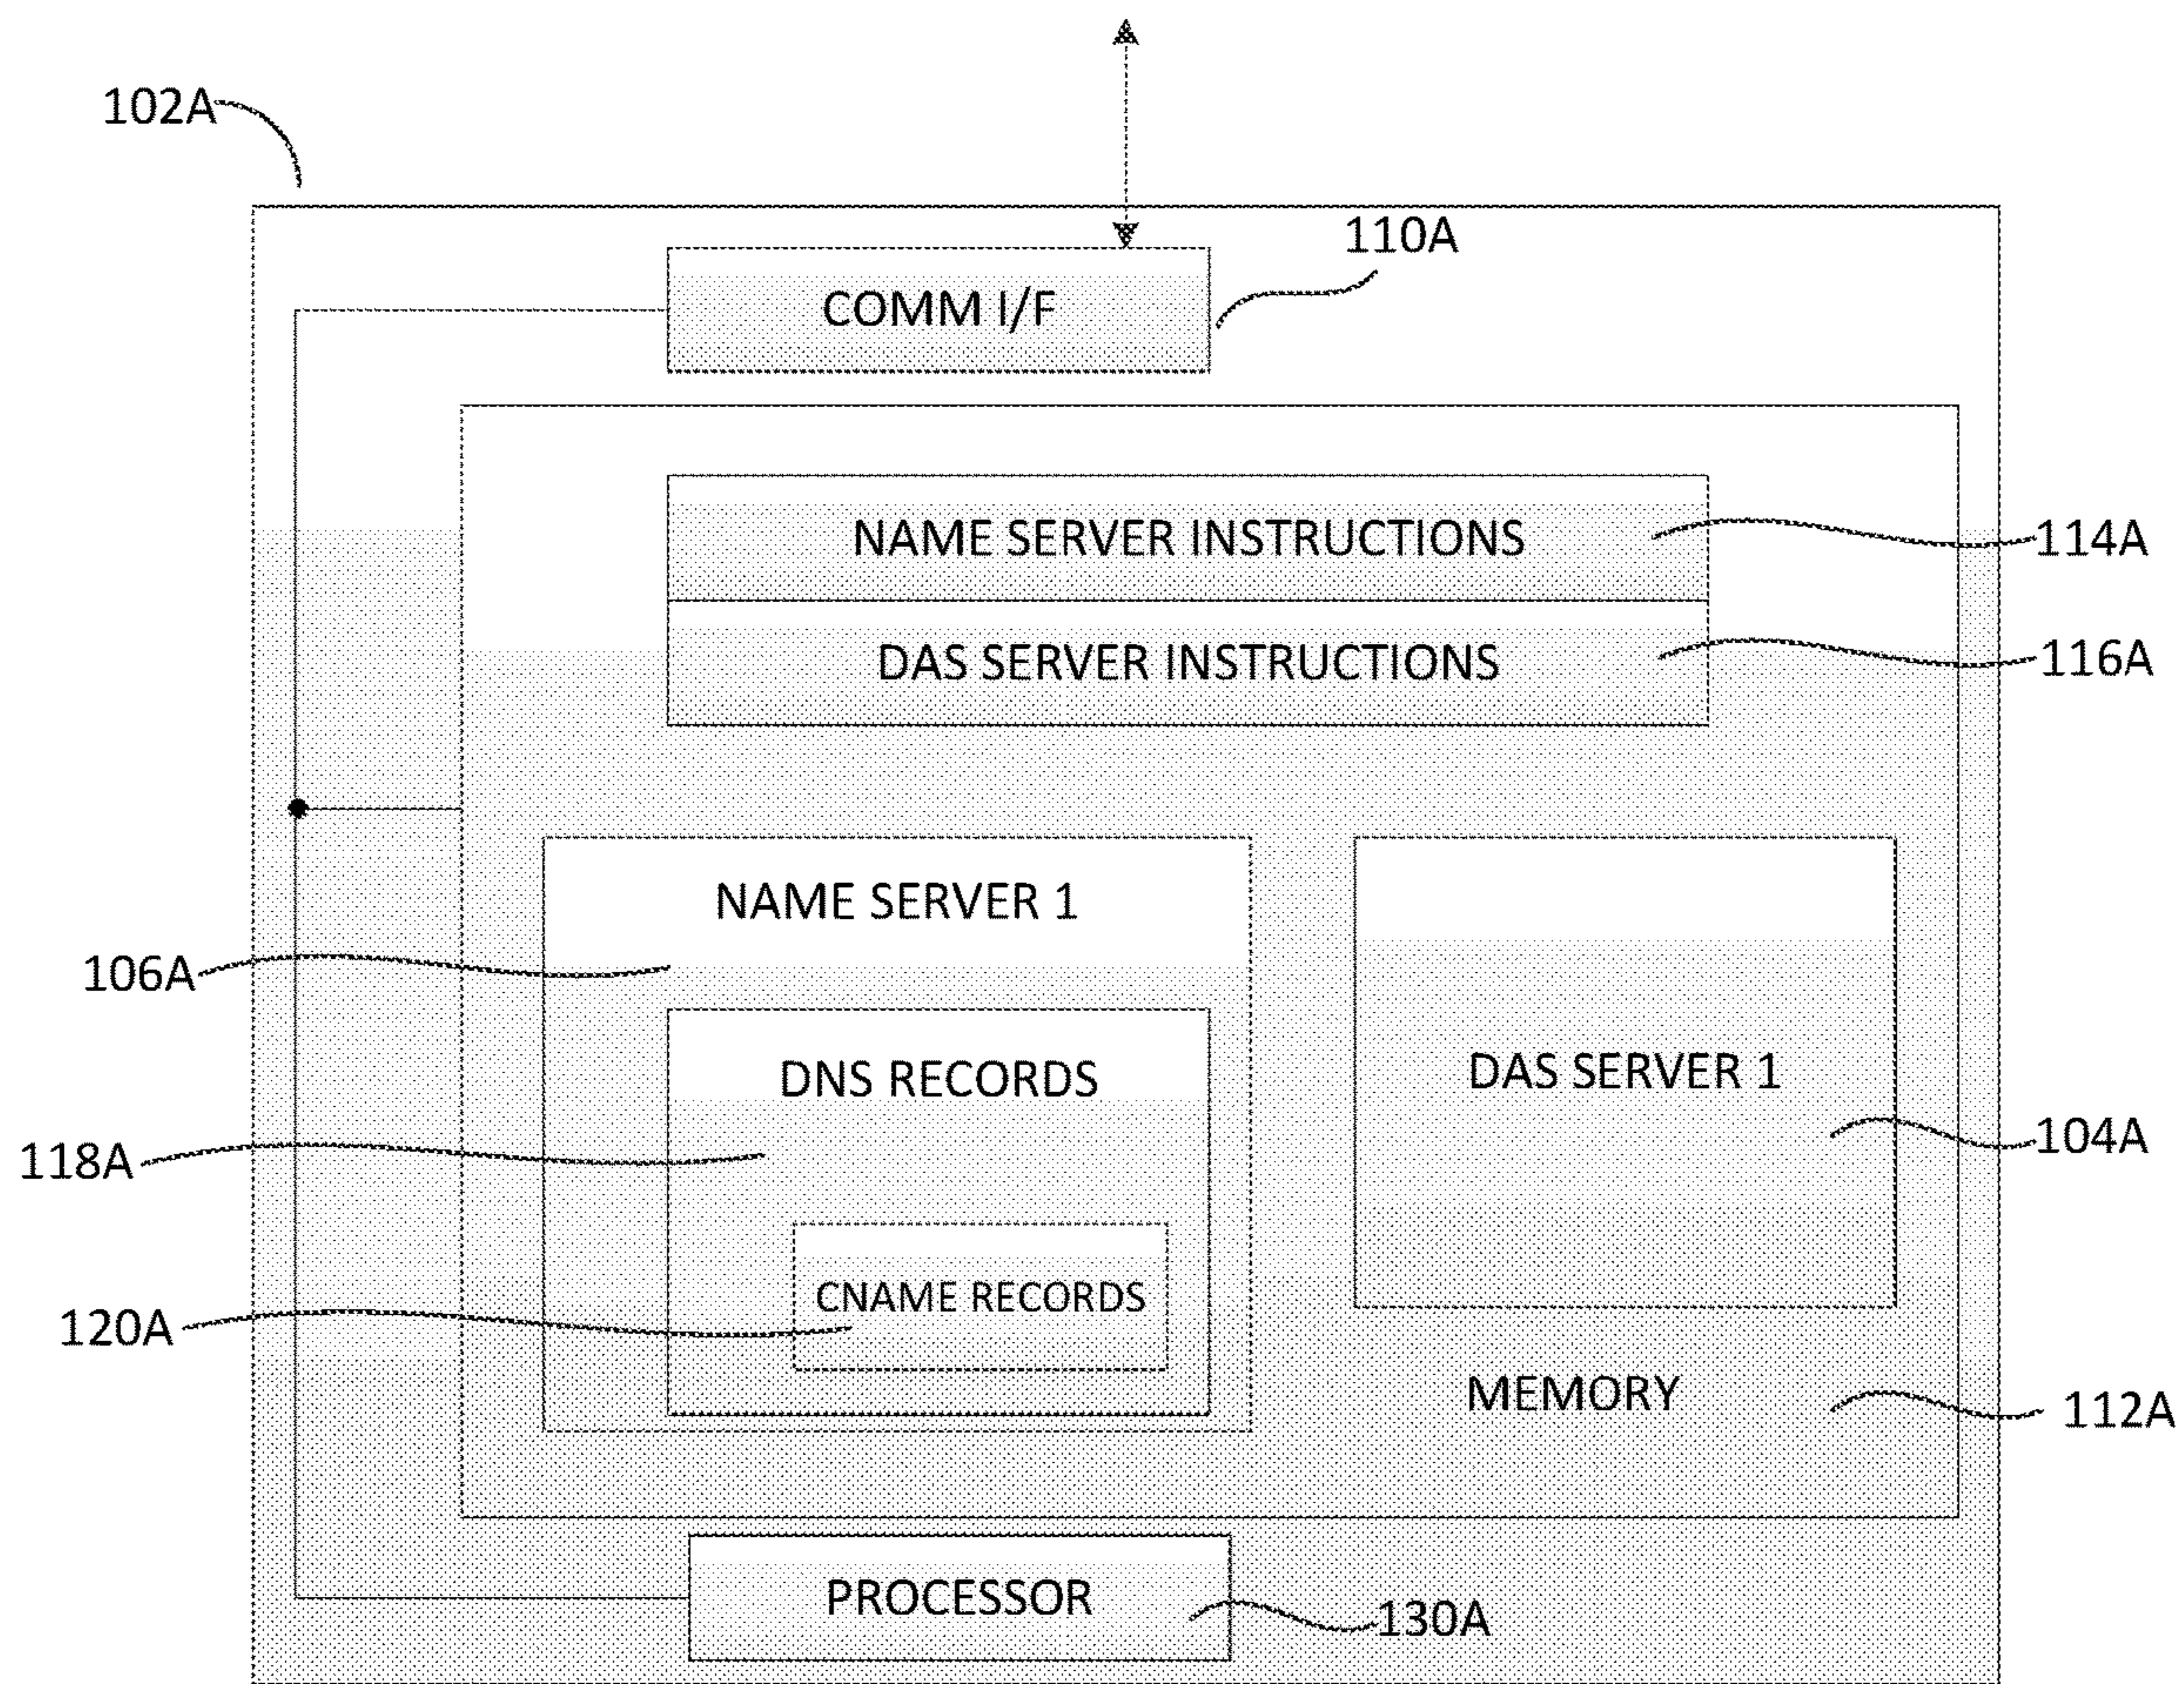 102A
110A
COMM I/F
NAME SERVER INSTRUCTIONS
114A
DAS SERVER INSTRUCTIONS
116A
NAME SERVER 1
106A
DNS RECORDS
DAS SERVER 1
118A
104A
CNAME RECORDS
120A
MEMORY
112A
PROCESSOR
130A